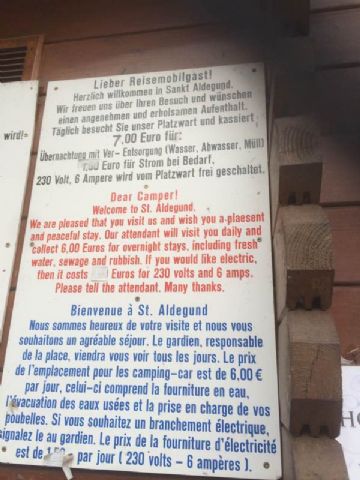 Lieber Reisemobilgast!
Herzlich willkommen in Sankt Aldegund.
Wir freuen uns über Ihren Besuch und wünschen
einen angenehmen und erholsamen Aufenthalt.
Täglich besucht Sie unser Platzwart und kassiert
7,00 Euro für:
Übernachtung mit Ver- Entsorgung (Wasser, Abwasser, Müll)
Euro für Strom bei Bedarf.
230 Volt, 6 Ampere wird vom Platzwart frei geschaltet.
wird!
Dear Camper!
Welcome to St. Aldegund.
We are pleased that you visit us and wish you a-plaesent
and peaceful stay. Our attendant will visit you daily and
collect 6,00 Euros for overnight stays, including fresh
water, sewage and rubbish. If you would like electric,
then it costs Euros for 230 volts and 6 amps.
Please tell the attendant. Many thanks.
Bienvenue à St. Aldegund
Nous sommes heureux de votre visite et nous vous
souhaitons un agréable séjour. Le gardien, responsable
de la place, viendra vous voir tous les jours. Le prix
de l'emplacement pour les camping-car est de 6,00 €
par jour, celui-ci comprend la fourniture en eau,
l'évacuation des eaux usées et la prise en charge de vos
poubelles. Si vous souhaitez un branchement électrique,
signalez le au gardien. Le prix de la fourniture d'électricité
est de par jour ( 230 volts – 6 ampères ).